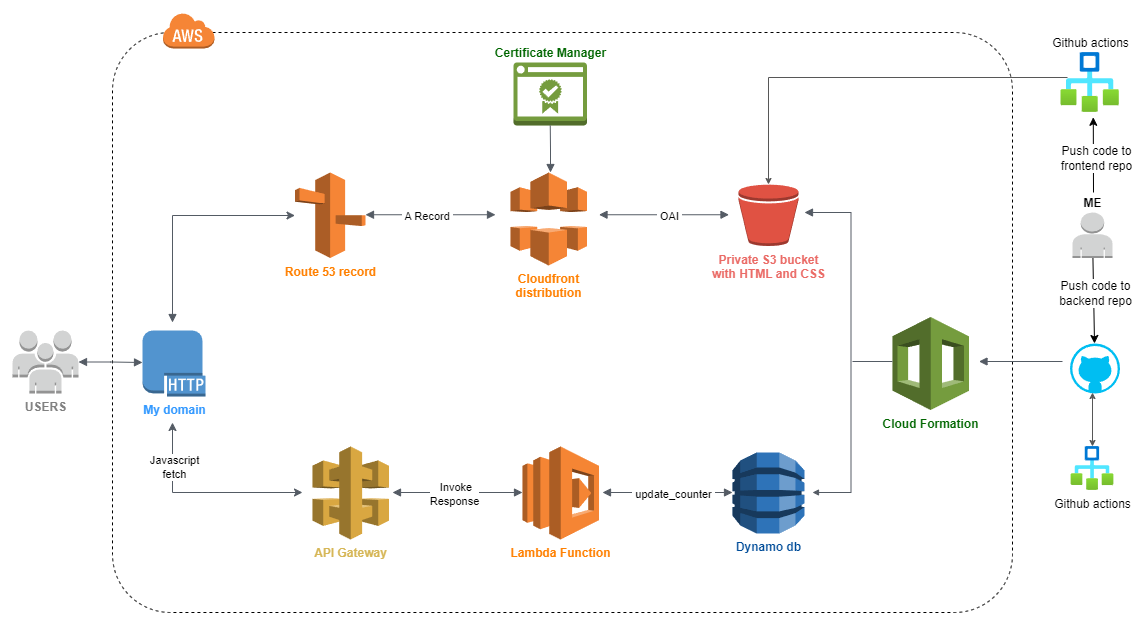 AWS
Certificate Manager
Github actions
Push code to
frontend repo
ME
A Record
OAI
Route 53 record
Cloudfront
distribution
Private S3 bucket
with HTML and CSS
Push code to
backend repo
HTTP
USERS
My domain
Cloud Formation
Javascript
fetch
Invoke
Response
update_counter
API Gateway
Lambda Function
Dynamo db
Github actions